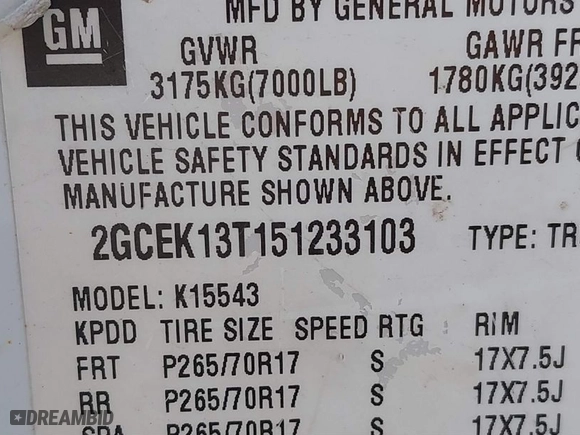 MFD BY GENERAL MOTORS
GM
GVWR GAWR FR
3175KG(7000LB) 1780KG(392
THIS VEHICLE CONFORMS TO ALL APPLIC
VEHICLE SAFETY STANDARDS IN EFFECT
MANUFACTURE SHOWN ABOVE.
2GCEK13T151233103 TYPE: TR
MODEL: K15543
KPDD TIRE SIZE SPEED RTG RIM
FRT P265/70R17 S 17X7.5J
RR P265/70R17 S 17X7.5J
SPA P265/70R17 S 17X7.5J
DREAMBID